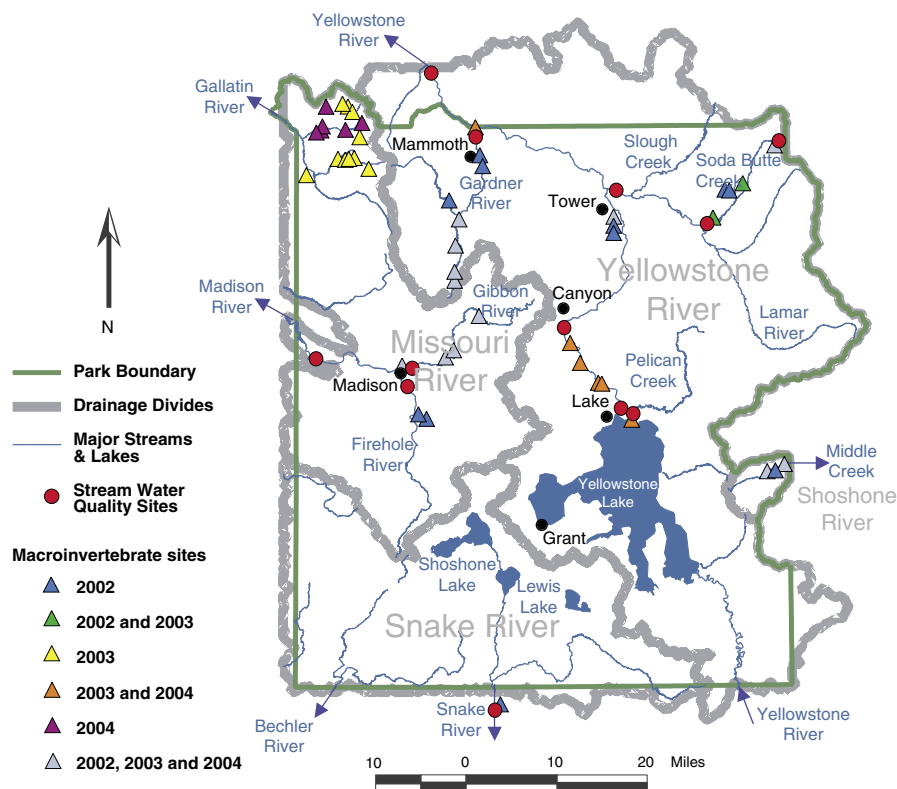 Yellowstone
River
Gallatin
River
Mammoth
Gardner
River
Slough
Creek
Soda Butte
Creek
Tower
Yellowstone
River
Madison
River
N
Canyon
Gibbon
River
Lamar
River
Missouri
River
Pelican
Creek
Madison
Lake
Firehole
River
Middle
Creek
Shoshone
River
Yellowstone
Lake
Grant
Shoshone
Lake
Lewis
Lake
Snake River
Bechler
River
Snake
River
Yellowstone
River
Park Boundary
Drainage Divides
Major Streams
& Lakes
Stream Water
Quality Sites
Macroinvertebrate sites
2002
2002 and 2003
2003
2003 and 2004
2004
2002, 2003 and 2004
10 0 10 20 Miles